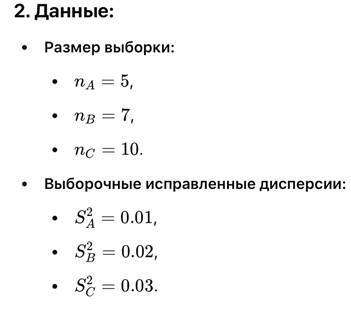 2. Данные:
• Размер выборки:
• n_A = 5,
• n_B = 7,
• n_C = 10.
• Выборочные исправленные дисперсии:
• S_A^2 = 0.01,
• S_B^2 = 0.02,
• S_C^2 = 0.03.